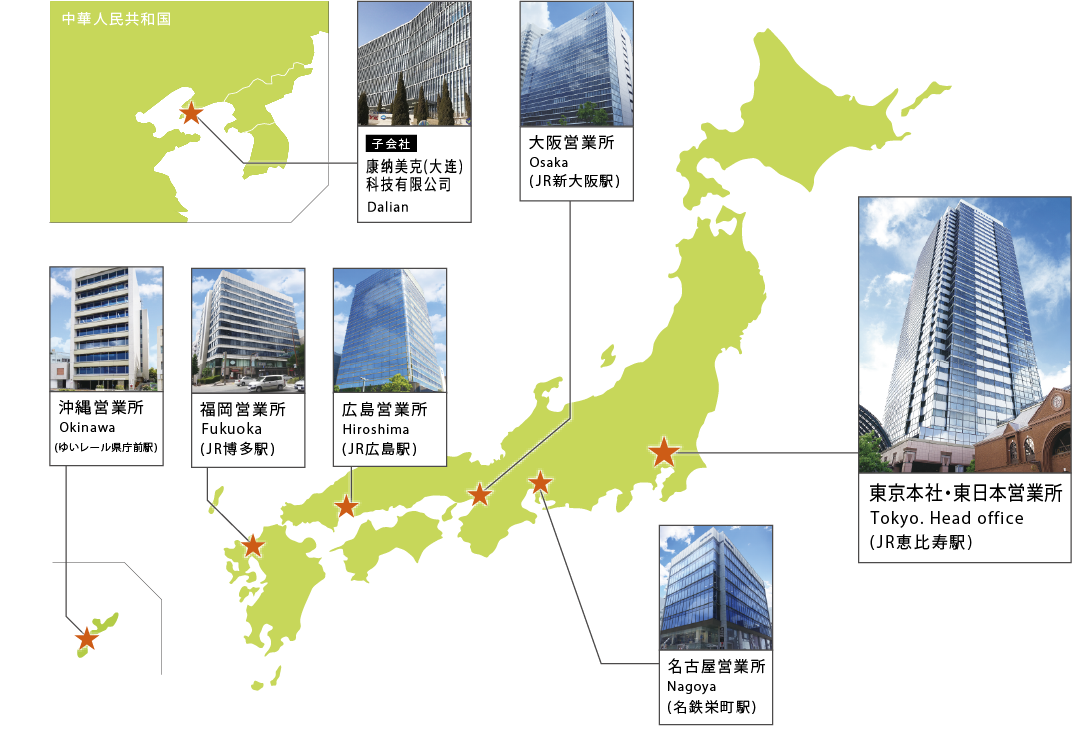 中華人民共和国
子会社
康纳美克(大连)
科技有限公司
Dalian
大阪営業所
Osaka
(JR新大阪駅)
沖縄営業所
Okinawa
(ゆいレール県庁前駅)
福岡営業所
Fukuoka
(JR博多駅)
広島営業所
Hiroshima
(JR広島駅)
東京本社・東日本営業所
Tokyo. Head office
(JR恵比寿駅)
名古屋営業所
Nagoya
(名鉄栄町駅)